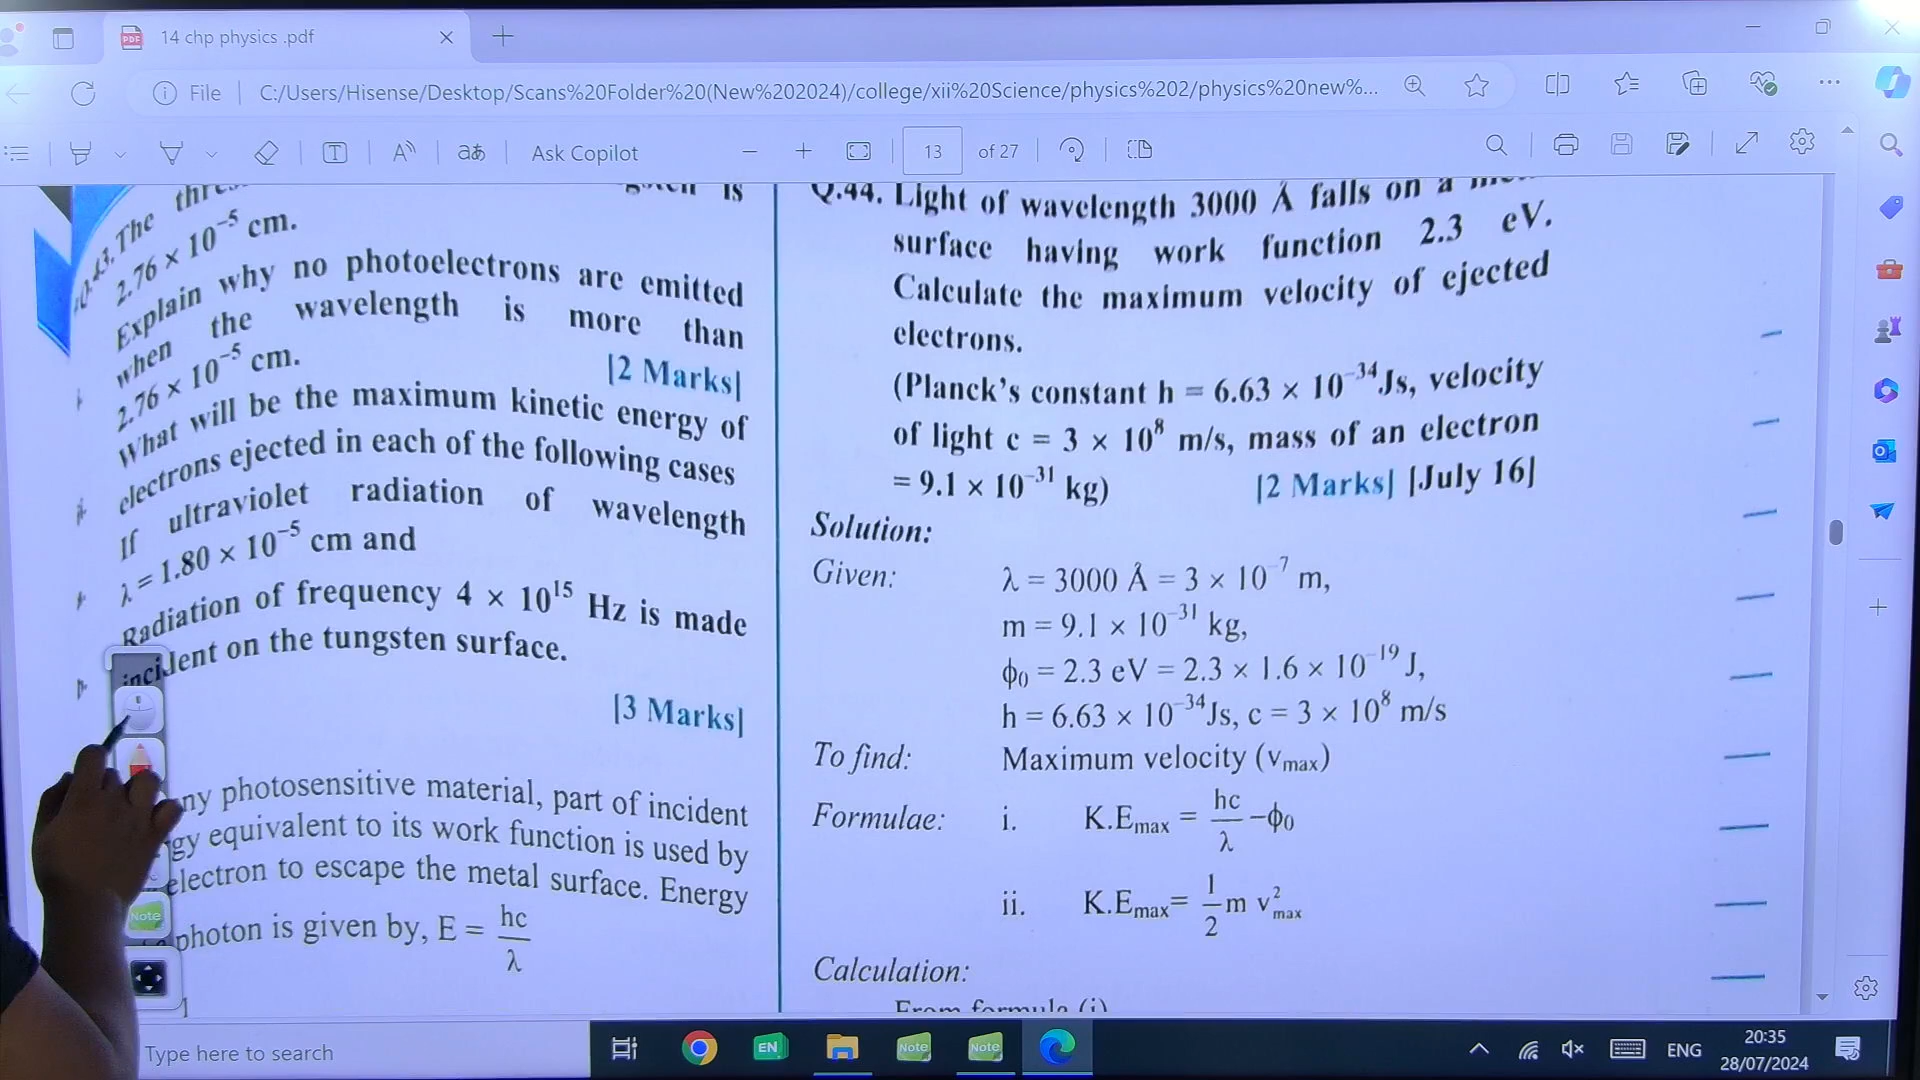 14 chp physics .pdf
File
C:/Users/Hisense/Desktop/Scans%20Folder%20(New%202024)/college/xii%20Science/physics%202/physics%20new%...
Ask Copilot
13 of 27
43. The
is
2.76 × 10⁻⁵ cm.
Explain why no photoelectrons are emitted
when the wavelength is more than
2.76 × 10⁻⁵ cm.
[2 Marks]
What will be the maximum kinetic energy of
electrons ejected in each of the following cases
If ultraviolet radiation of wavelength
λ = 1.80 × 10⁻⁵ cm and
Radiation of frequency 4 × 10¹⁵ Hz is made
incident on the tungsten surface.
[3 Marks]
ny photosensitive material, part of incident
gy equivalent to its work function is used by
electron to escape the metal surface. Energy
photon is given by, E = hc/λ
Q.44. Light of wavelength 3000 Å falls on a
surface having work function 2.3 eV.
Calculate the maximum velocity of ejected
electrons.
(Planck's constant h = 6.63 × 10⁻³⁴Js, velocity
of light c = 3 × 10⁸ m/s, mass of an electron
= 9.1 × 10⁻³¹ kg)
[2 Marks] [July 16]
Solution:
Given: λ = 3000 Å = 3 × 10⁻⁷ m,
m = 9.1 × 10⁻³¹ kg,
ϕ₀ = 2.3 eV = 2.3 × 1.6 × 10⁻¹⁹ J,
h = 6.63 × 10⁻³⁴Js, c = 3 × 10⁸ m/s
To find: Maximum velocity (vmax)
Formulae: i. K.Emax = hc/λ −ϕ₀
ii. K.Emax= 1/2 m v²max
Calculation:
From formula (i)
Note
Type here to search
EN
Note
Note
ENG
20:35
28/07/2024